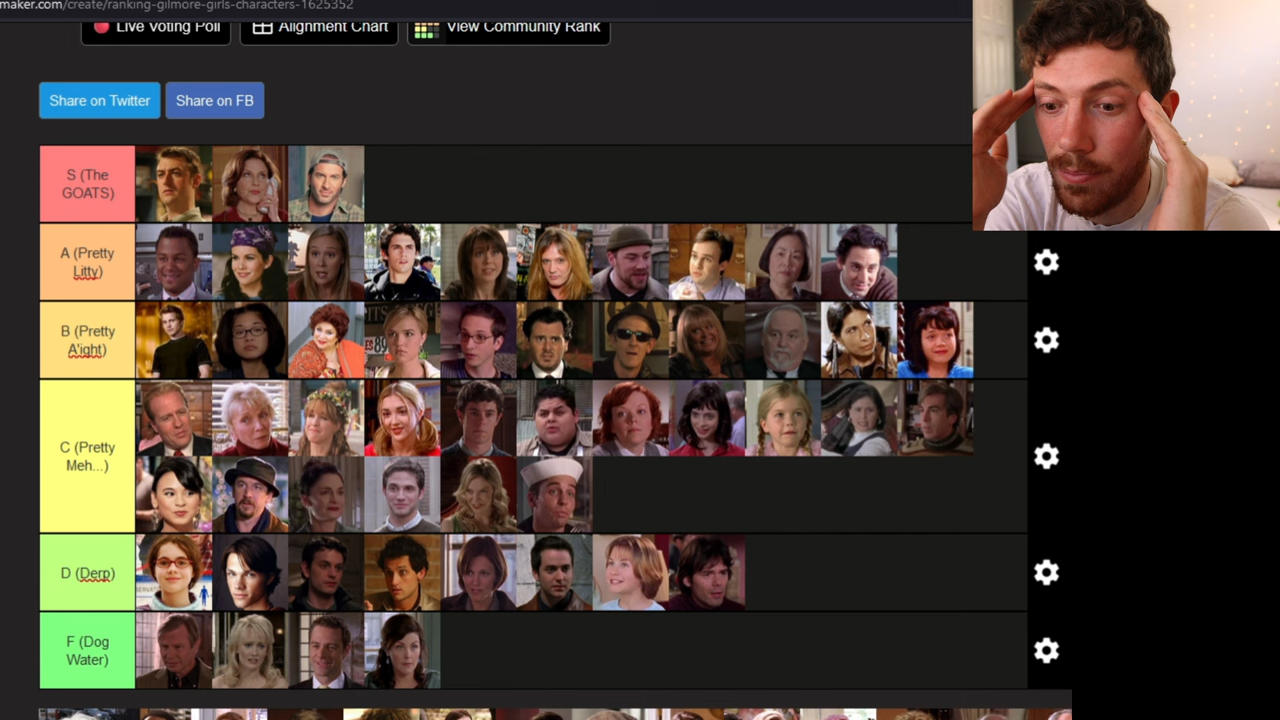 maker.com/create/ranking-gilmore-girls-characters-1625352
Live Voting Poll
Alignment Chart
View Community Rank
Share on Twitter
Share on FB
S (The
GOATS)
A (Pretty
Litty)
B (Pretty
A'ight)
C (Pretty
Meh...)
D (Derp)
F (Dog
Water)